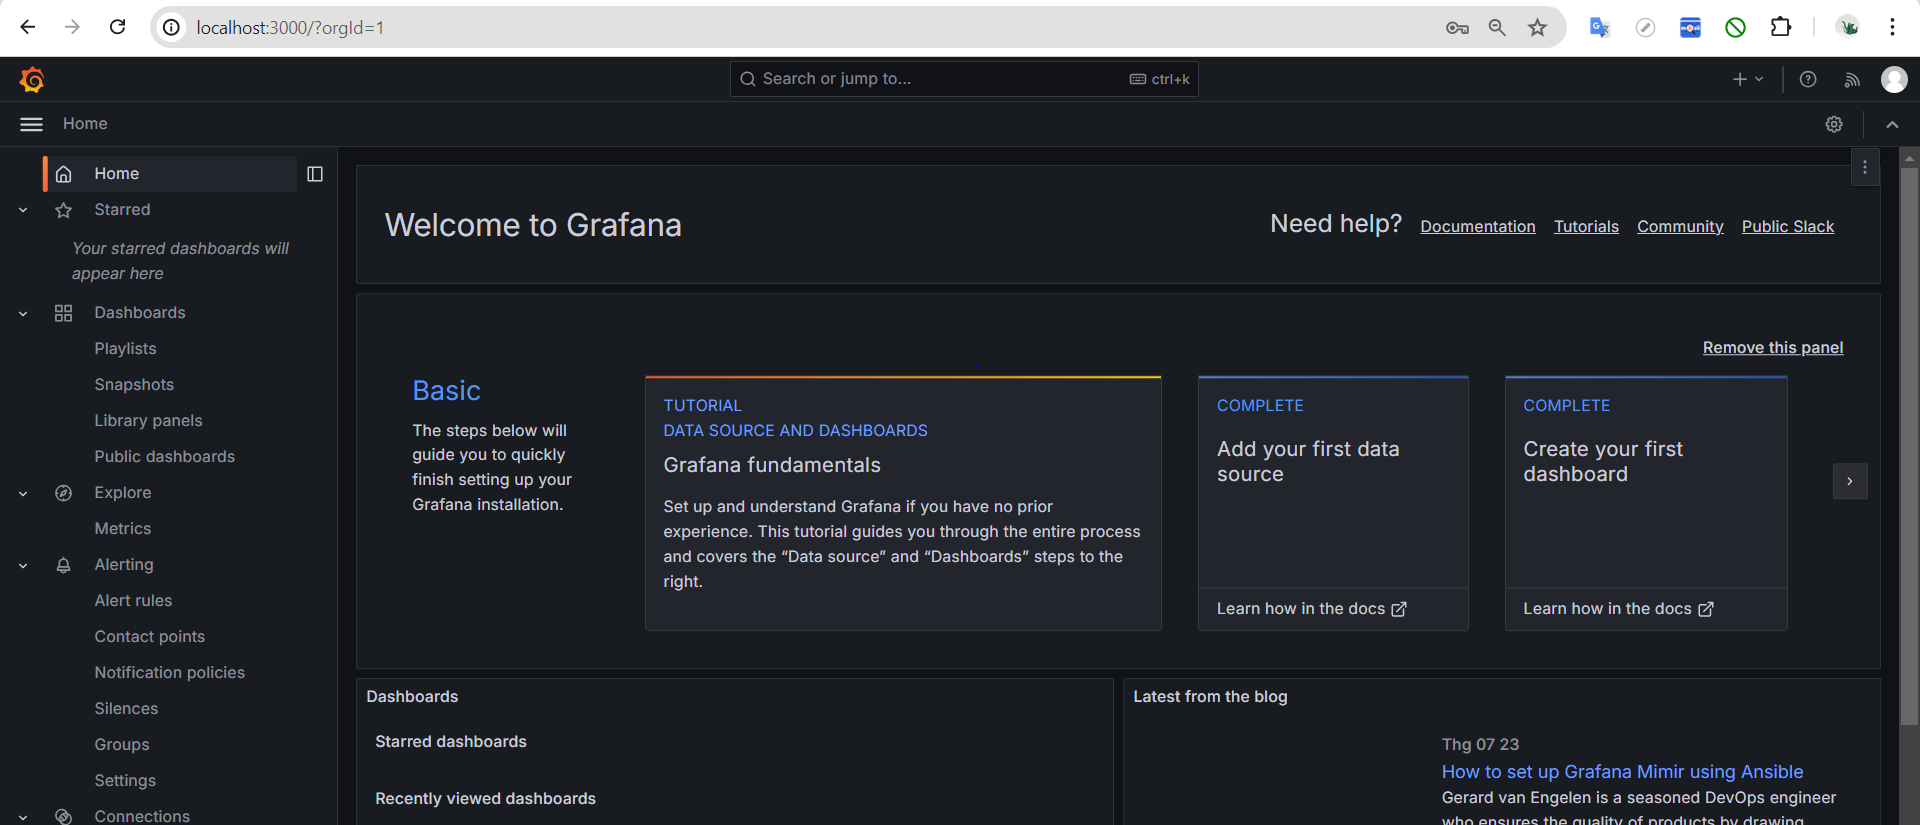 localhost:3000/?orgId=1
Search or jump to...
ctrl+k
Home
Home
Starred
Your starred dashboards will
appear here
Dashboards
Playlists
Snapshots
Library panels
Public dashboards
Explore
Metrics
Alerting
Alert rules
Contact points
Notification policies
Silences
Groups
Settings
Connections
Welcome to Grafana
Need help?
Documentation
Tutorials
Community
Public Slack
Remove this panel
Basic
The steps below will
guide you to quickly
finish setting up your
Grafana installation.
TUTORIAL
DATA SOURCE AND DASHBOARDS
Grafana fundamentals
Set up and understand Grafana if you have no prior
experience. This tutorial guides you through the entire process
and covers the “Data source” and “Dashboards” steps to the
right.
COMPLETE
Add your first data
source
Learn how in the docs
COMPLETE
Create your first
dashboard
Learn how in the docs
Dashboards
Starred dashboards
Recently viewed dashboards
Latest from the blog
Thg 07 23
How to set up Grafana Mimir using Ansible
Gerard van Engelen is a seasoned DevOps engineer
who ensures the quality of products by drawing